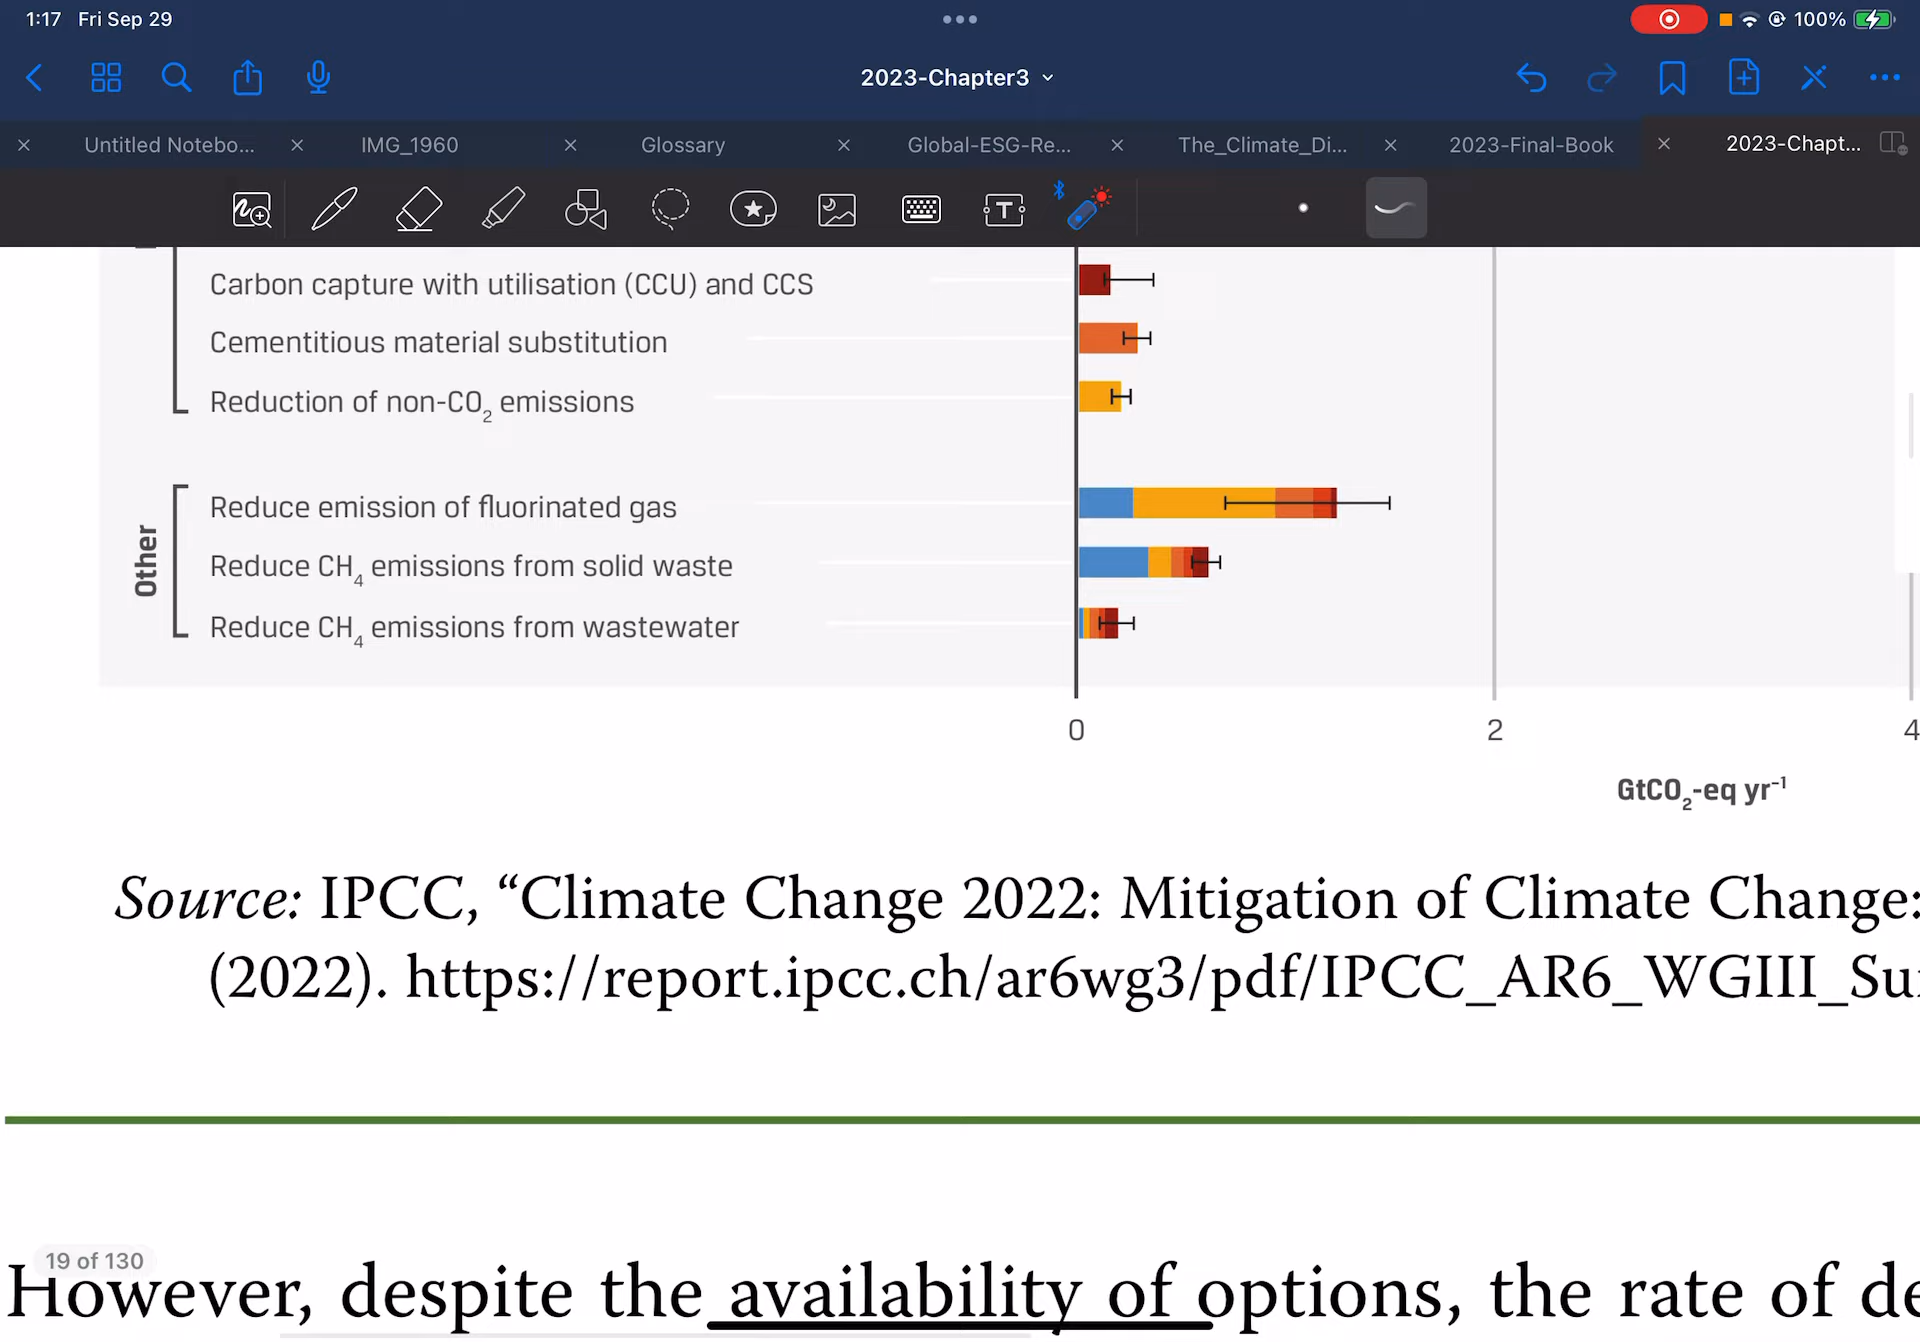 1:17 Fri Sep 29
100%
2023-Chapter3
Untitled Notebo...
IMG_1960
Glossary
Global-ESG-Re...
The_Climate_Di...
2023-Final-Book
2023-Chapt...
Carbon capture with utilisation (CCU) and CCS
Cementitious material substitution
Reduction of non-CO₂ emissions
Other
Reduce emission of fluorinated gas
Reduce CH₄ emissions from solid waste
Reduce CH₄ emissions from wastewater
0 2 4
GtCO₂-eq yr⁻¹
Source: IPCC, “Climate Change 2022: Mitigation of Climate Change:
(2022). https://report.ipcc.ch/ar6wg3/pdf/IPCC_AR6_WGIII_Su
19 of 130
However, despite the availability of options, the rate of de